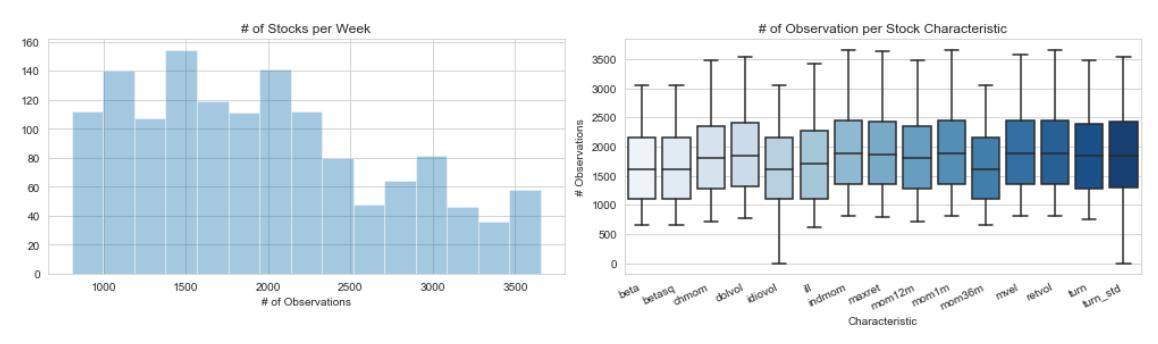 # of Stocks per Week
160
140
120
100
80
60
40
20
0
1000 1500 2000 2500 3000 3500
# of Observations
# of Observation per Stock Characteristic
# Observations
3500
3000
2500
2000
1500
1000
500
0
beta betasq chmom dolvol idiovol ill indmom maxret mom12m mom1m mom36m mvel retvol turn turn_std
Characteristic